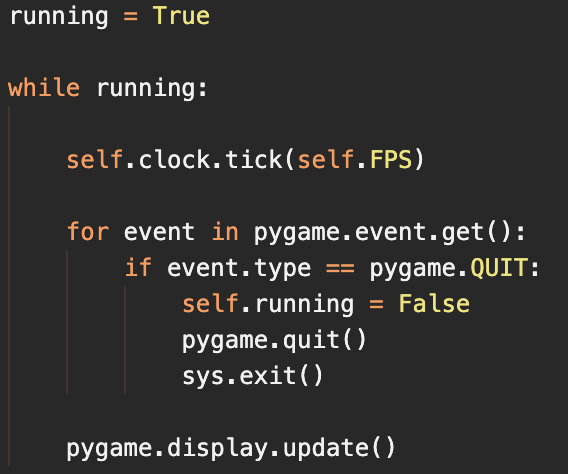 running = True
while running:
self.clock.tick(self.FPS)
for event in pygame.event.get():
if event.type == pygame.QUIT:
self.running = False
pygame.quit()
sys.exit()
pygame.display.update()